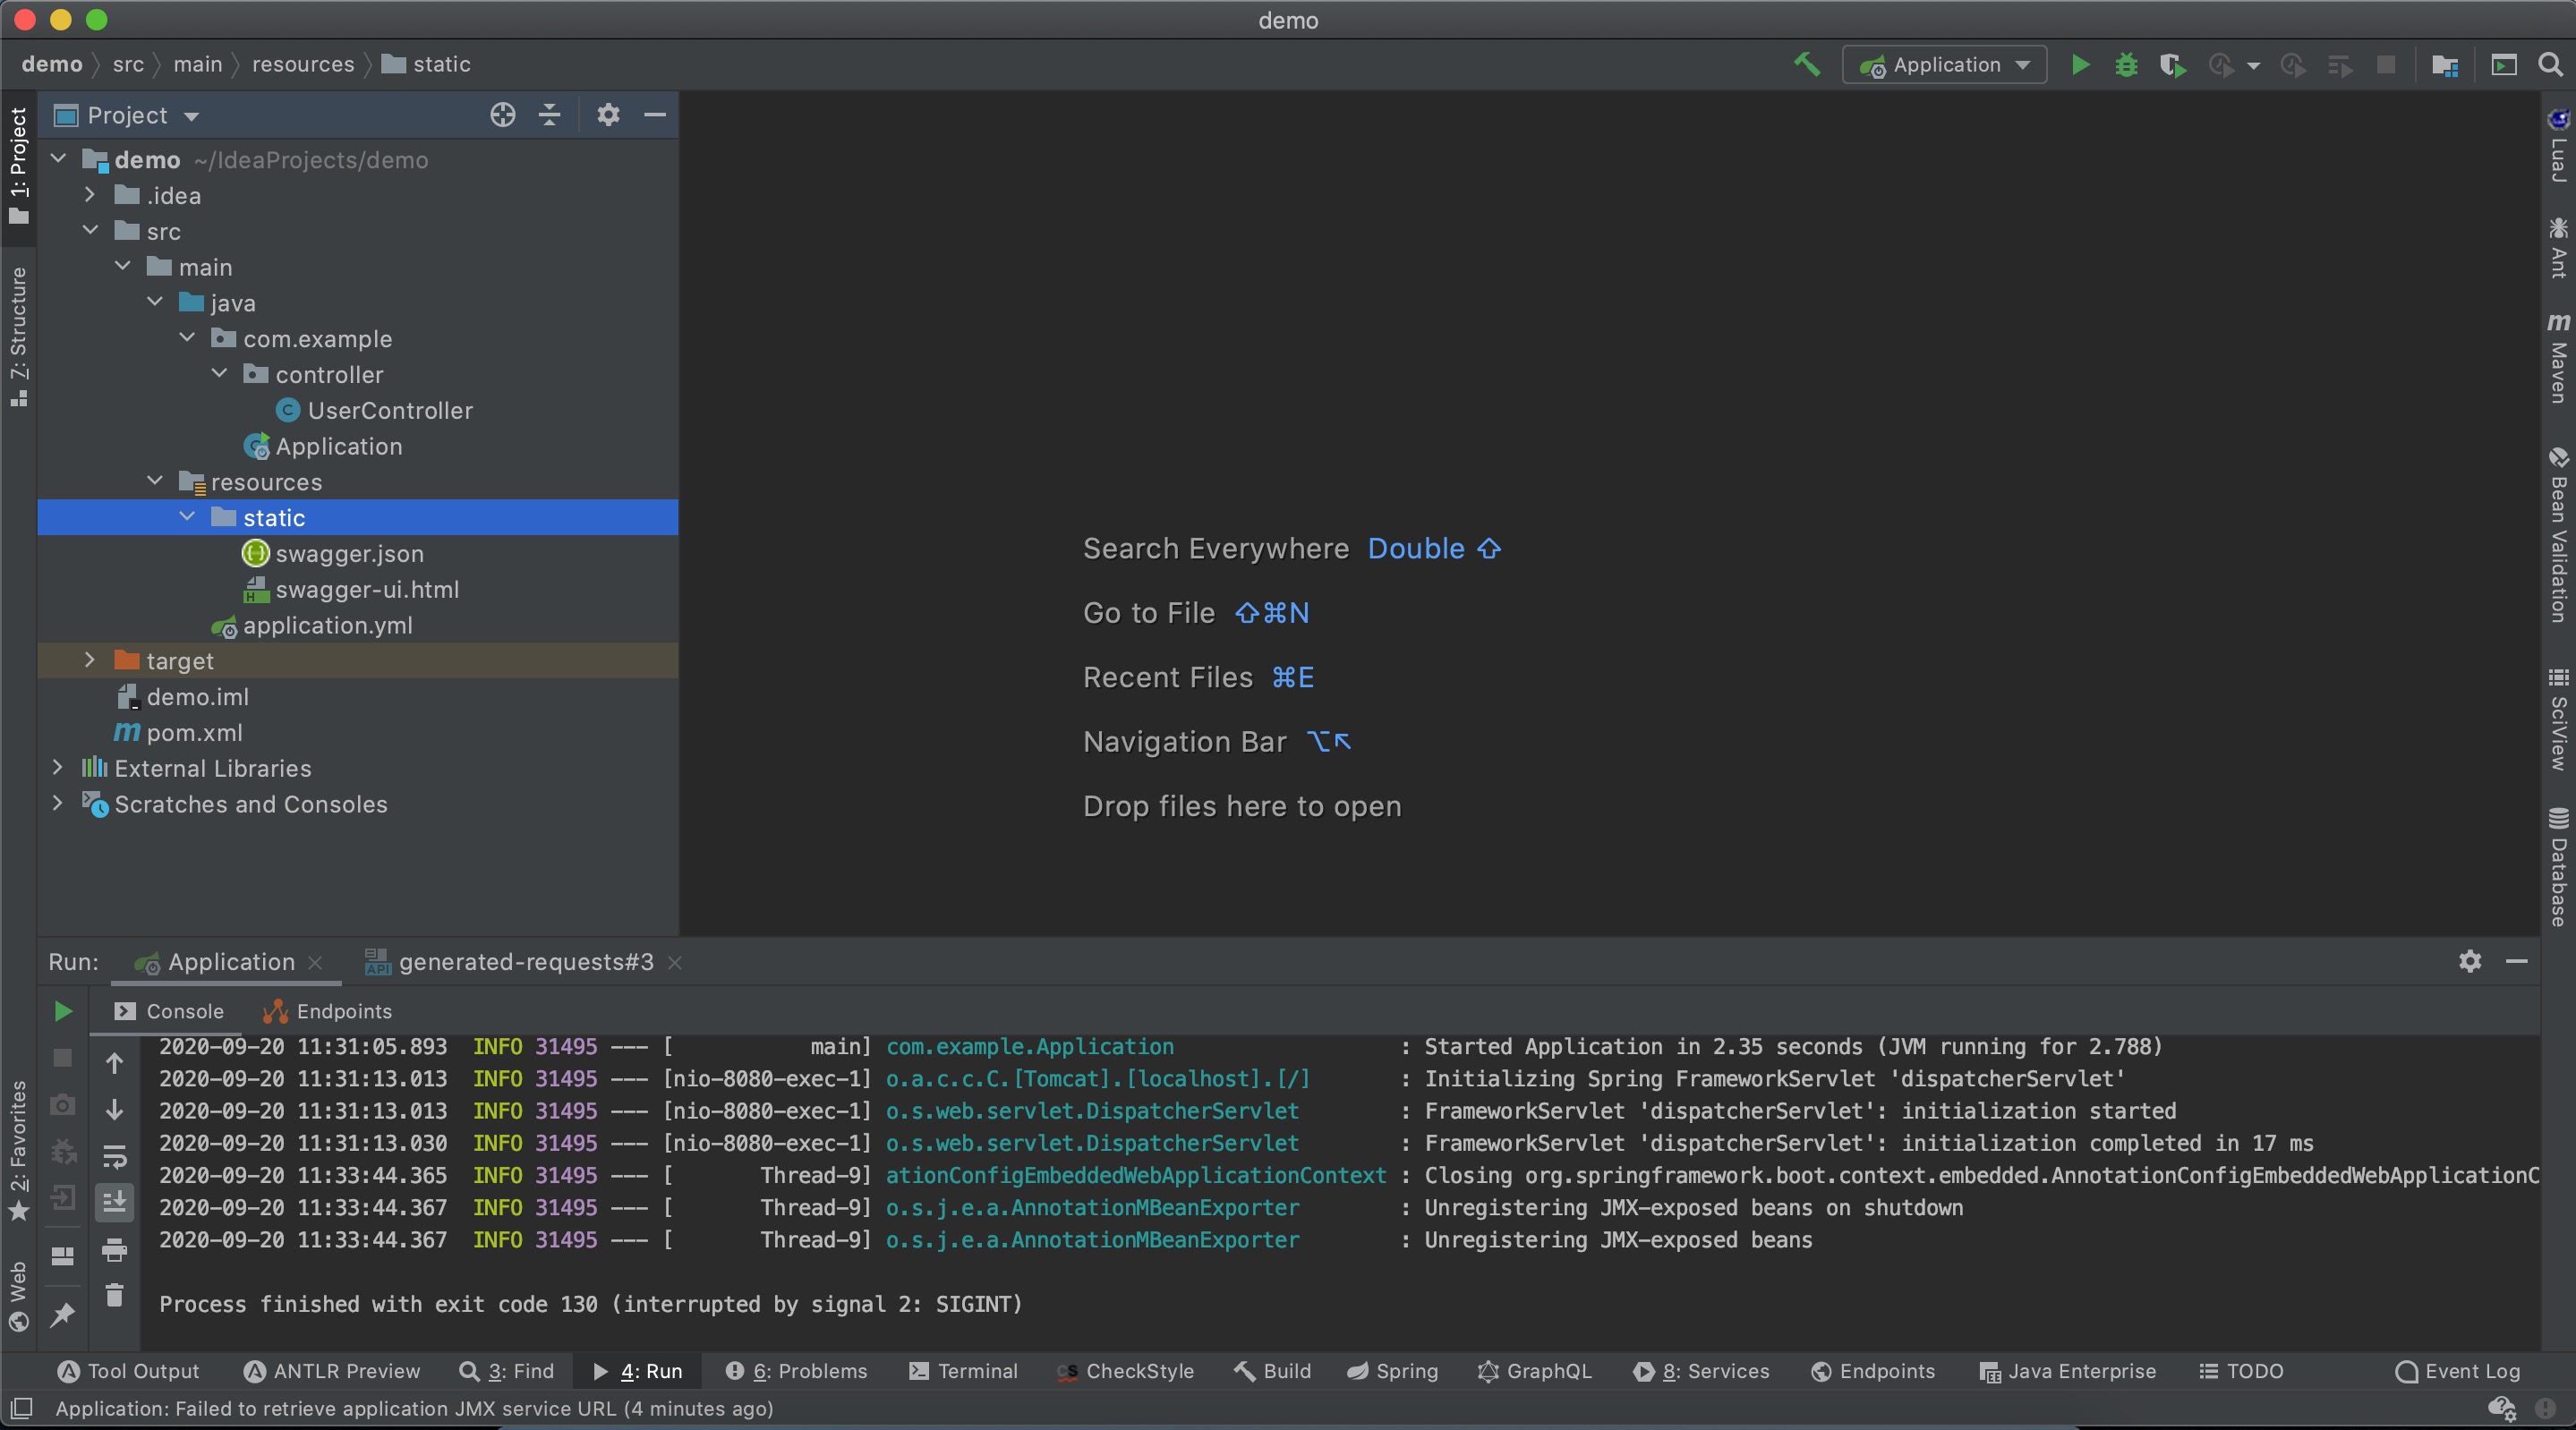 demo
demo src main resources static
Application
Project
demo ~/IdeaProjects/demo
.idea
src
main
java
com.example
controller
UserController
Application
resources
static
swagger.json
swagger-ui.html
application.yml
target
demo.iml
pom.xml
External Libraries
Scratches and Consoles
1: Project
7: Structure
2: Favorites
Web
Search Everywhere Double ⇧
Go to File ⇧⌘N
Recent Files ⌘E
Navigation Bar ⌥↖
Drop files here to open
LuaJ
Ant
Maven
Bean Validation
SciView
Database
Run: Application generated-requests#3
Console Endpoints
2020-09-20 11:31:05.893  INFO 31495 --- [           main] com.example.Application                  : Started Application in 2.35 seconds (JVM running for 2.788)
2020-09-20 11:31:13.013  INFO 31495 --- [nio-8080-exec-1] o.a.c.c.C.[Tomcat].[localhost].[/]       : Initializing Spring FrameworkServlet 'dispatcherServlet'
2020-09-20 11:31:13.013  INFO 31495 --- [nio-8080-exec-1] o.s.web.servlet.DispatcherServlet        : FrameworkServlet 'dispatcherServlet': initialization started
2020-09-20 11:31:13.030  INFO 31495 --- [nio-8080-exec-1] o.s.web.servlet.DispatcherServlet        : FrameworkServlet 'dispatcherServlet': initialization completed in 17 ms
2020-09-20 11:33:44.365  INFO 31495 --- [       Thread-9] ationConfigEmbeddedWebApplicationContext : Closing org.springframework.boot.context.embedded.AnnotationConfigEmbeddedWebApplicationC
2020-09-20 11:33:44.367  INFO 31495 --- [       Thread-9] o.s.j.e.a.AnnotationMBeanExporter        : Unregistering JMX-exposed beans on shutdown
2020-09-20 11:33:44.367  INFO 31495 --- [       Thread-9] o.s.j.e.a.AnnotationMBeanExporter        : Unregistering JMX-exposed beans
Process finished with exit code 130 (interrupted by signal 2: SIGINT)
Tool Output ANTLR Preview 3: Find 4: Run 6: Problems Terminal CheckStyle Build Spring GraphQL 8: Services Endpoints Java Enterprise TODO Event Log
Application: Failed to retrieve application JMX service URL (4 minutes ago)